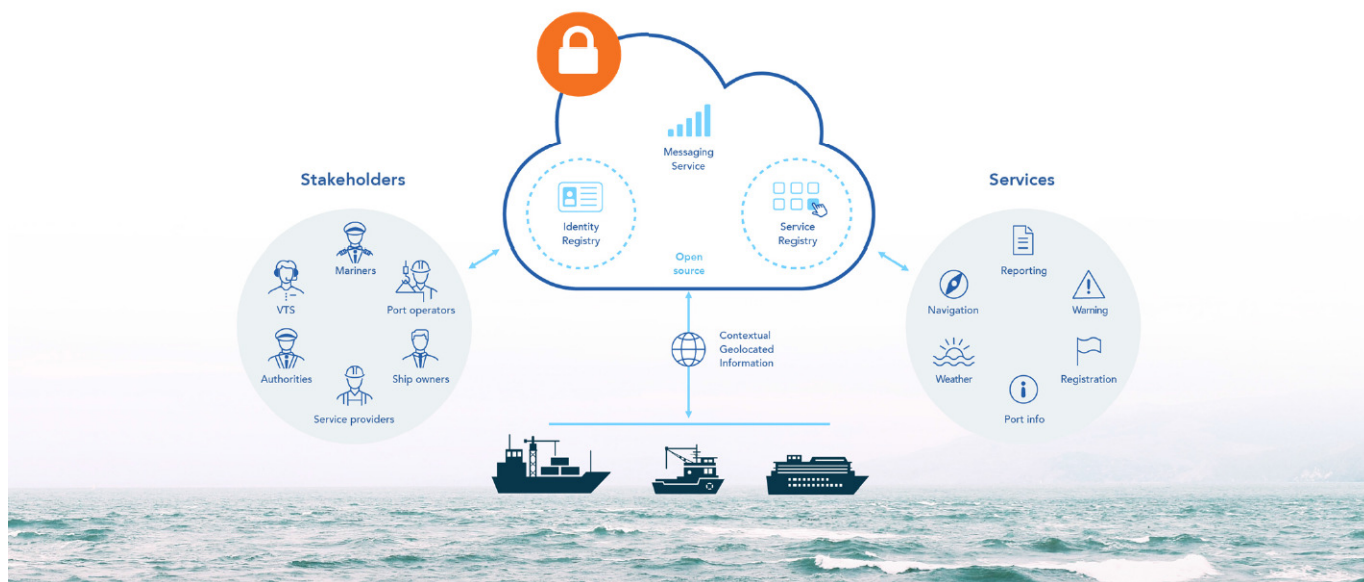 Messaging
Service
Stakeholders
Services
Identity
Registry
Service
Registry
Open
source
Mariners
VTS
Port operators
Authorities
Ship owners
Service providers
Contextual
Geolocated
Information
Reporting
Navigation
Warning
Weather
Registration
Port info